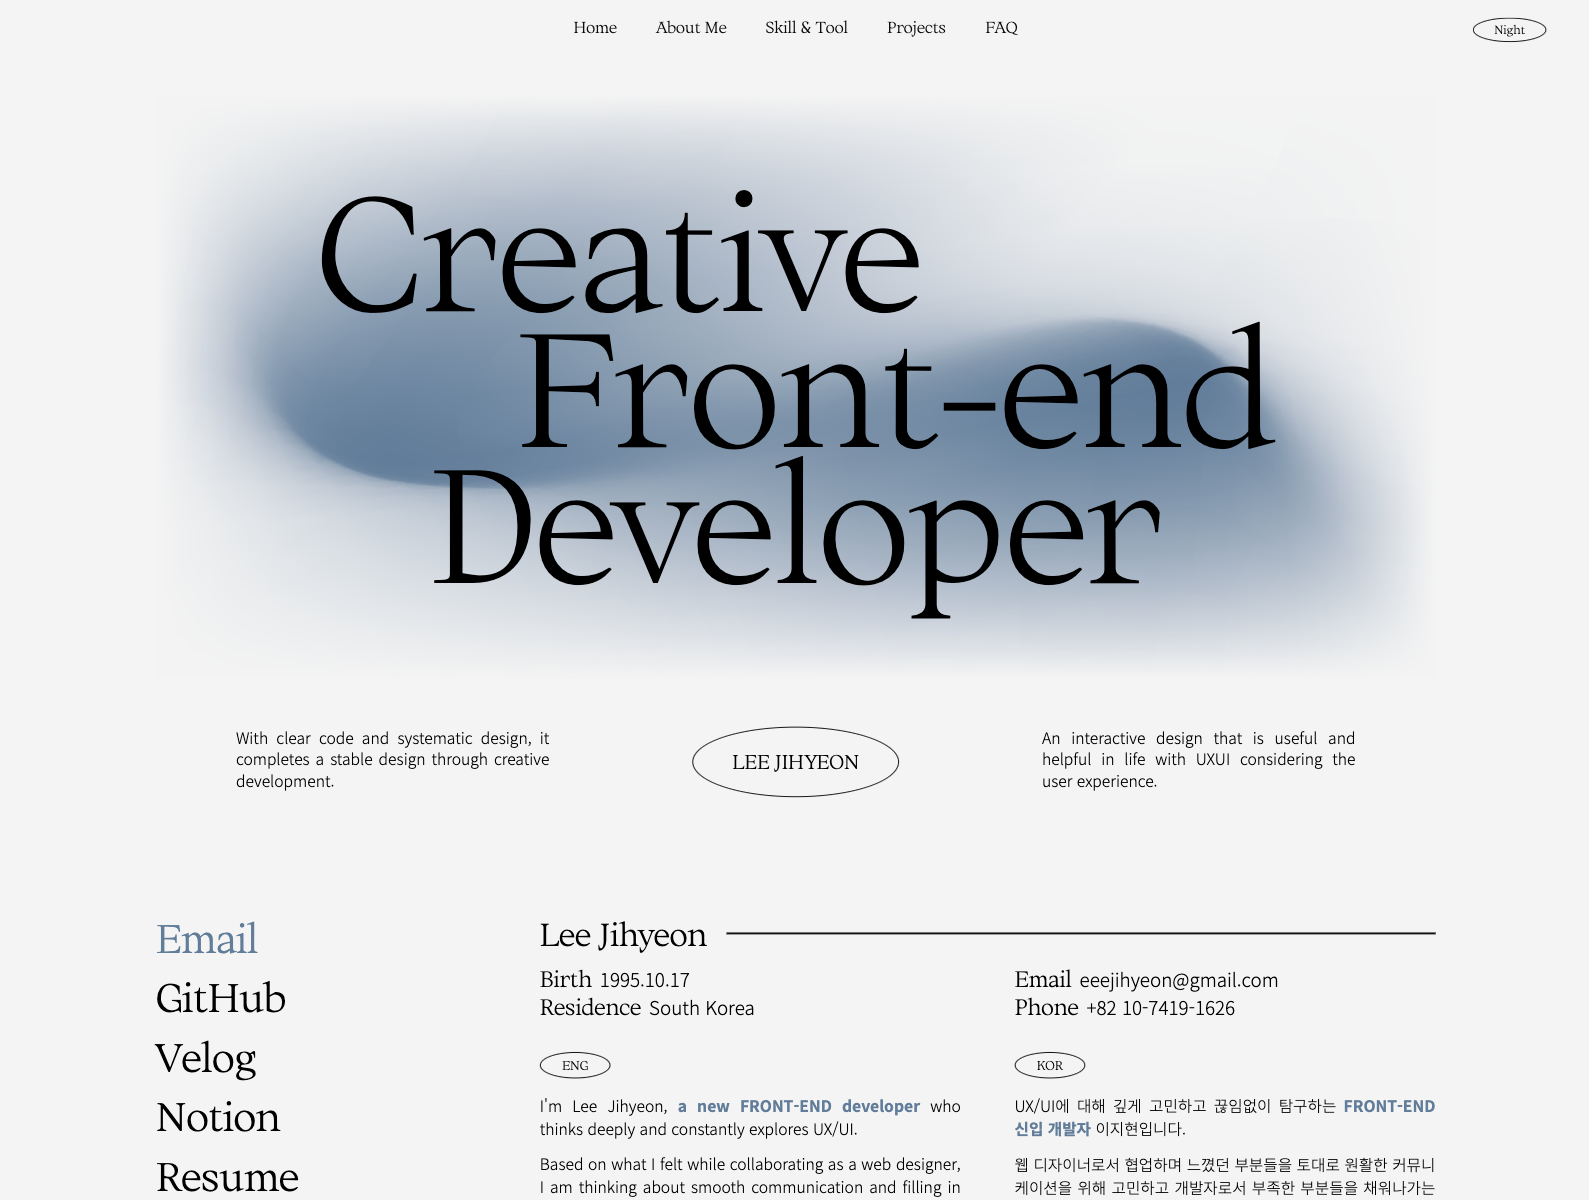 Home
About Me
Skill & Tool
Projects
FAQ
Night
Creative
Front-end
Developer
With clear code and systematic design, it
completes a stable design through creative
development.
LEE JIHYEON
An interactive design that is useful and
helpful in life with UXUI considering the
user experience.
Email
GitHub
Velog
Notion
Resume
Lee Jihyeon
Birth 1995.10.17
Residence South Korea
Email eeejihyeon@gmail.com
Phone +82 10-7419-1626
ENG
I'm Lee Jihyeon, a new FRONT-END developer who
thinks deeply and constantly explores UX/UI.
Based on what I felt while collaborating as a web designer,
I am thinking about smooth communication and filling in
KOR
UX/UI에 대해 깊게 고민하고 끊임없이 탐구하는 FRONT-END
신입 개발자 이지현입니다.
웹 디자이너로서 협업하며 느꼈던 부분들을 토대로 원활한 커뮤니
케이션을 위해 고민하고 개발자로서 부족한 부분들을 채워나가는